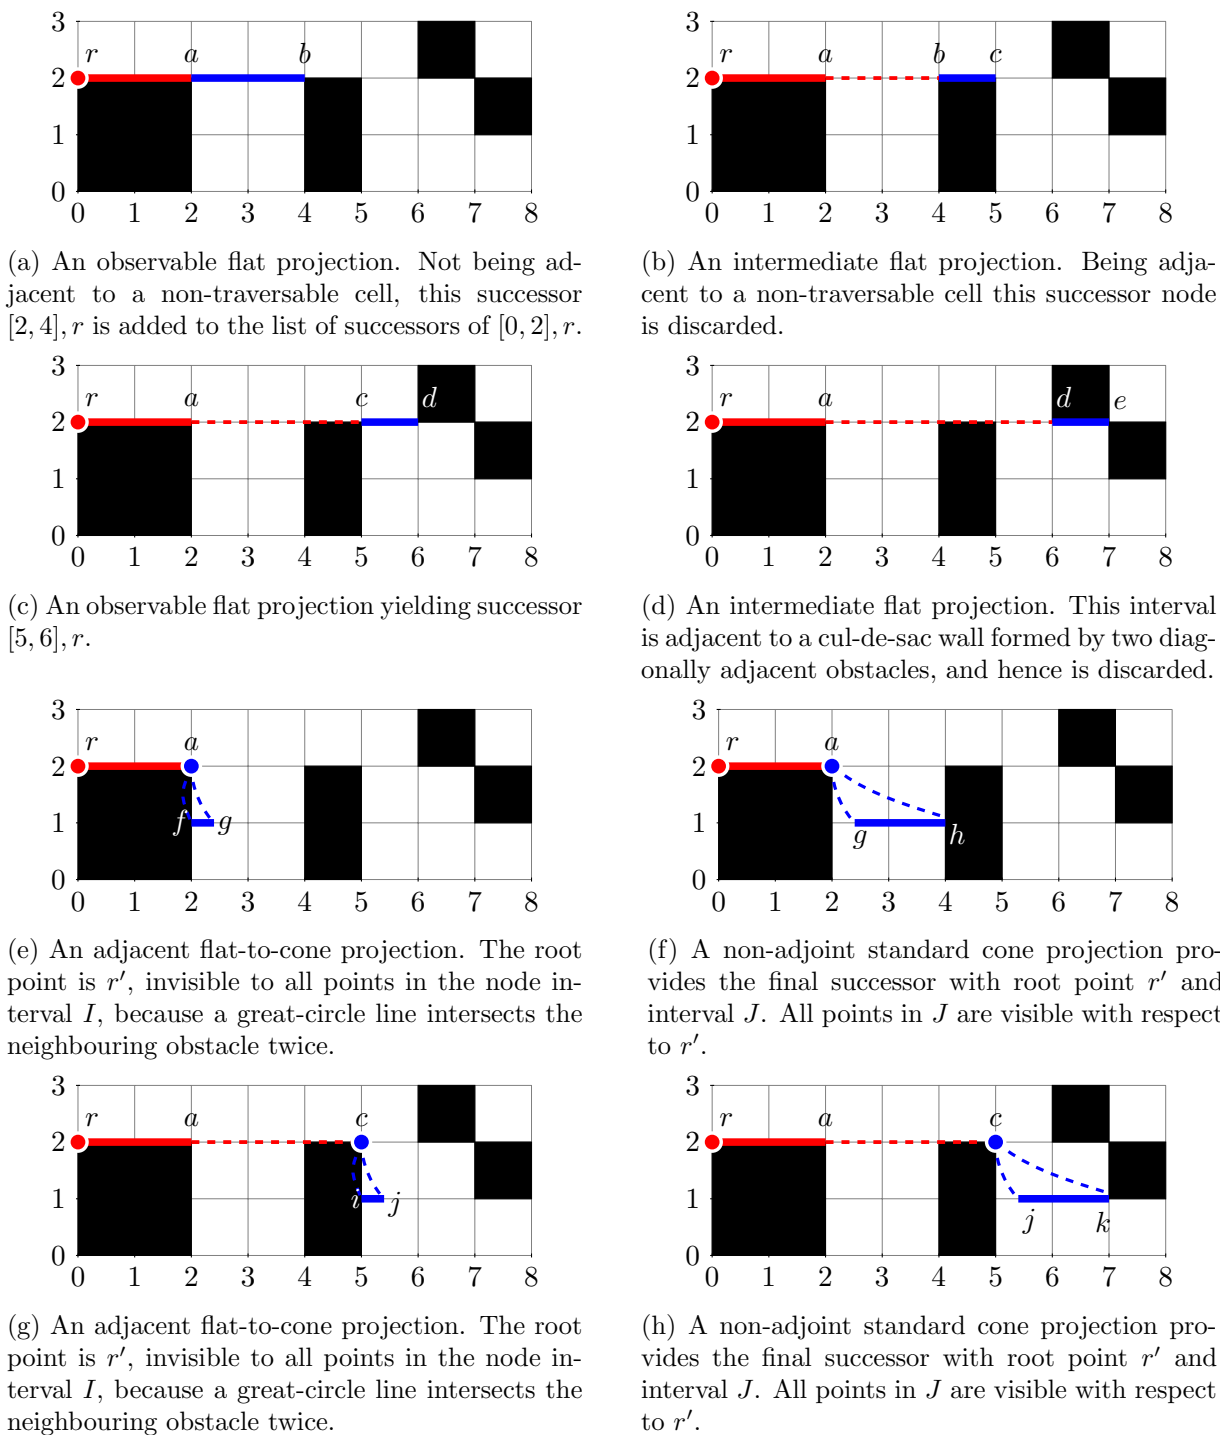 3
r a b
2
1
0
0 1 2 3 4 5 6 7 8
(a) An observable flat projection. Not being ad-
jacent to a non-traversable cell, this successor
[2, 4], r is added to the list of successors of [0, 2], r.
3
r a b c
2
1
0
0 1 2 3 4 5 6 7 8
(b) An intermediate flat projection. Being adja-
cent to a non-traversable cell this successor node
is discarded.
3
r a c d
2
1
0
0 1 2 3 4 5 6 7 8
(c) An observable flat projection yielding successor
[5, 6], r.
3
r a d e
2
1
0
0 1 2 3 4 5 6 7 8
(d) An intermediate flat projection. This interval
is adjacent to a cul-de-sac wall formed by two diag-
onally adjacent obstacles, and hence is discarded.
3
r a
2
1 f g
0
0 1 2 3 4 5 6 7 8
(e) An adjacent flat-to-cone projection. The root
point is r′, invisible to all points in the node in-
terval I, because a great-circle line intersects the
neighbouring obstacle twice.
3
r a
2
1
g h
0
0 1 2 3 4 5 6 7 8
(f) A non-adjoint standard cone projection pro-
vides the final successor with root point r′ and
interval J. All points in J are visible with respect
to r′.
3
r a c
2
1 i j
0
0 1 2 3 4 5 6 7 8
(g) An adjacent flat-to-cone projection. The root
point is r′, invisible to all points in the node in-
terval I, because a great-circle line intersects the
neighbouring obstacle twice.
3
r a c
2
1
j k
0
0 1 2 3 4 5 6 7 8
(h) A non-adjoint standard cone projection pro-
vides the final successor with root point r′ and
interval J. All points in J are visible with respect
to r′.